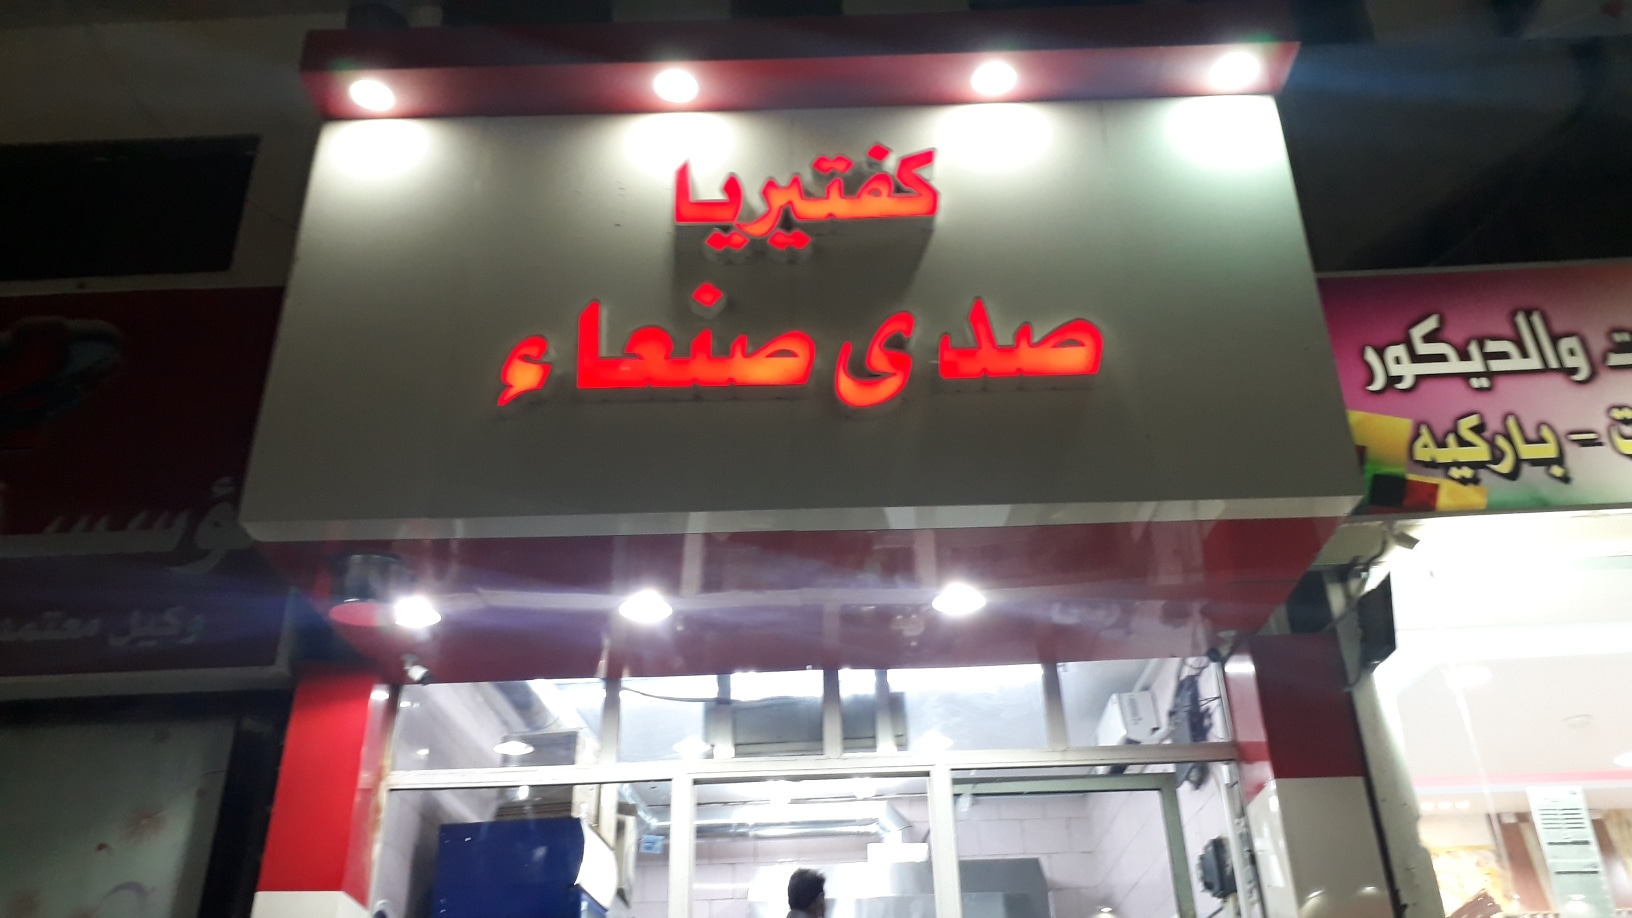 كفتيريا
صدى صنعاء
والديكور
- باركيه
وكيل معتمد